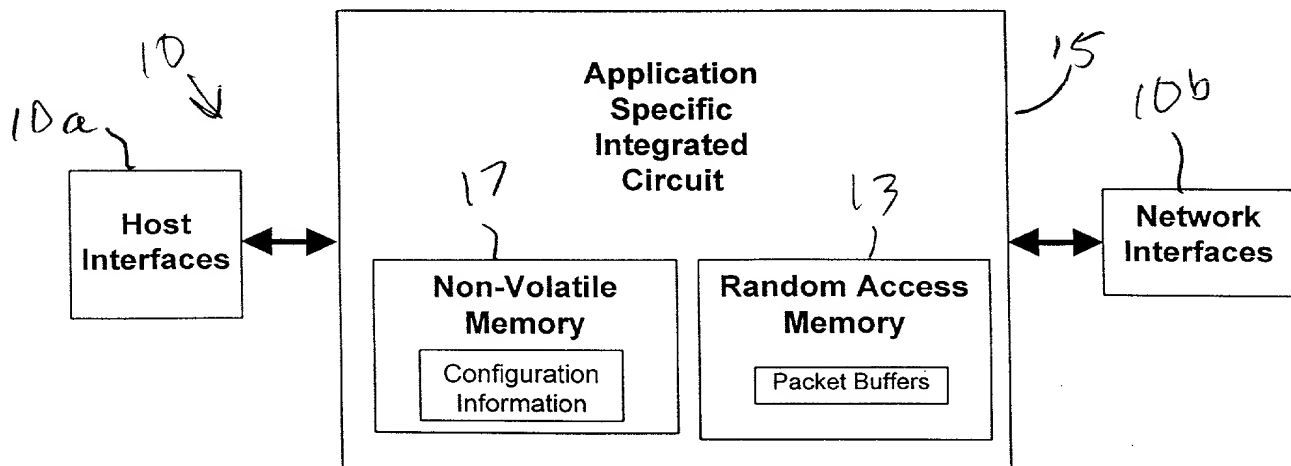 10
10a
Host
Interfaces
Application
Specific
Integrated
Circuit
15
17
Non-Volatile
Memory
Configuration
Information
13
Random Access
Memory
Packet Buffers
10b
Network
Interfaces